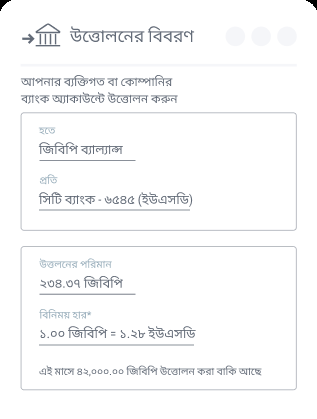 উত্তোলনের বিবরণ
আপনার ব্যক্তিগত বা কোম্পানির
ব্যাংক অ্যাকাউন্টে উত্তোলন করুন
হতে
জিবিপি ব্যাল্যান্স
প্রতি
সিটি ব্যাংক - ৬৫৪৫ (ইউএসডি)
উত্তলনের পরিমান
২৩৪.৩৭ জিবিপি
বিনিময় হার*
১.০০ জিবিপি = ১.২৮ ইউএসডি
এই মাসে ৪২,০০০.০০ জিবিপি উত্তোলন করা বাকি আছে